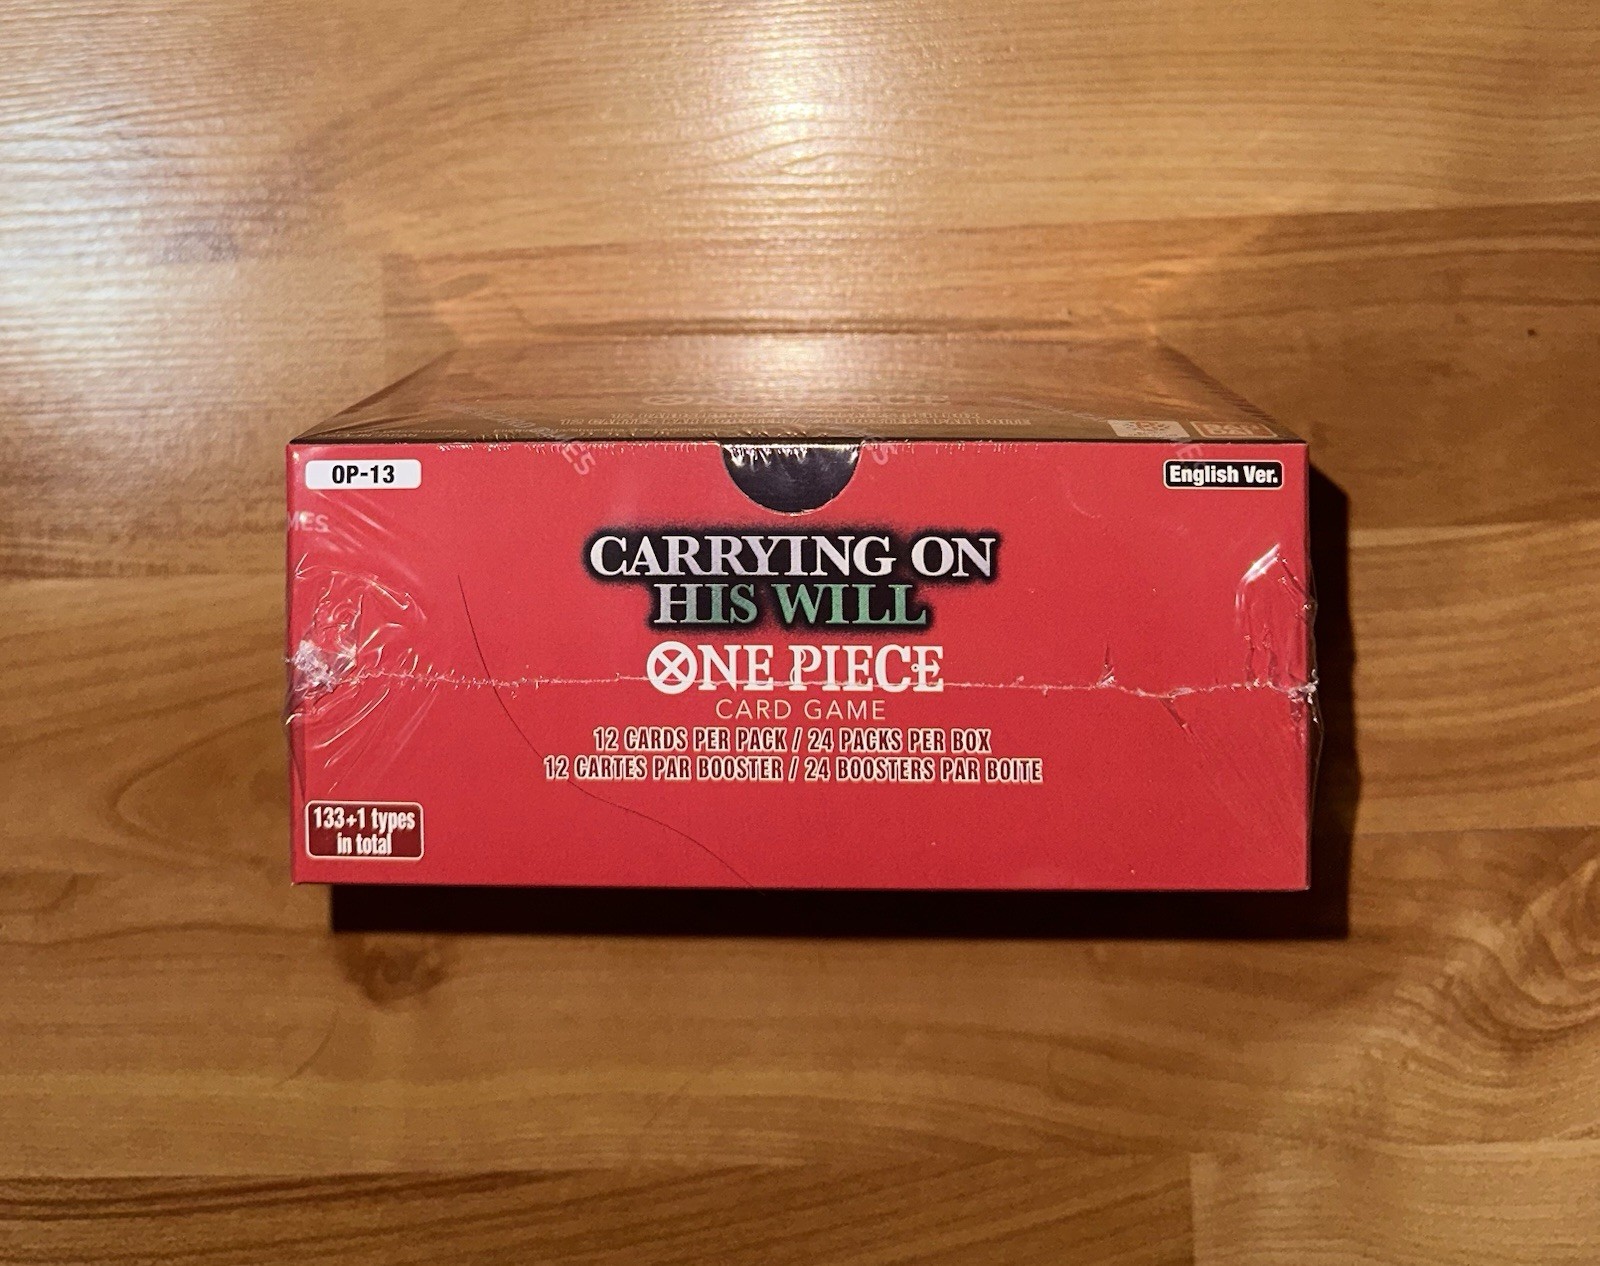 OP-13
English Ver.
MES
CARRYING ON
HIS WILL
ONE PIECE
CARD GAME
12 CARDS PER PACK / 24 PACKS PER BOX
12 CARTES PAR BOOSTER / 24 BOOSTERS PAR BOITE
133+1 types
in total